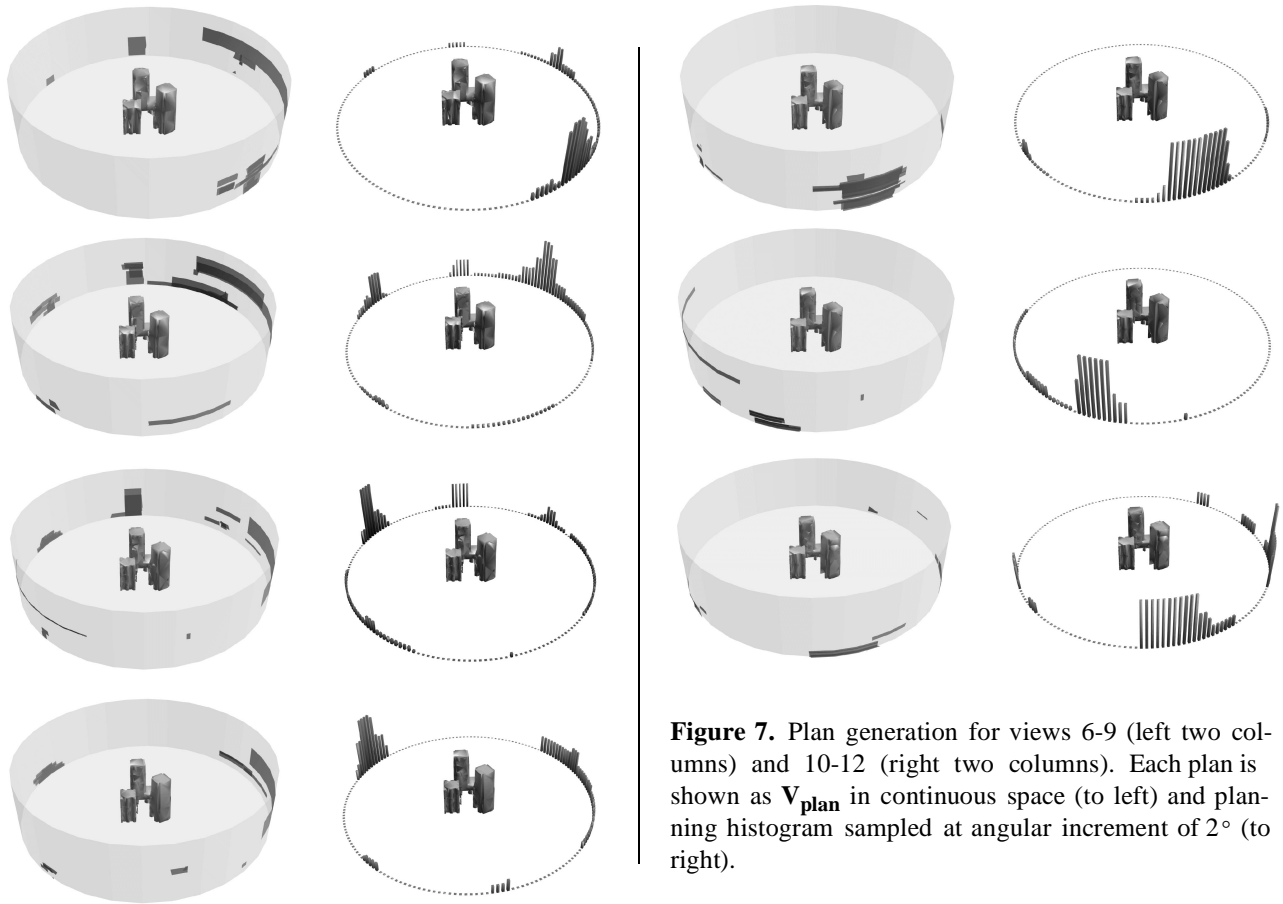 Figure 7. Plan generation for views 6-9 (left two col-
umns) and 10-12 (right two columns). Each plan is
shown as Vplan in continuous space (to left) and plan-
ning histogram sampled at angular increment of 2° (to
right).